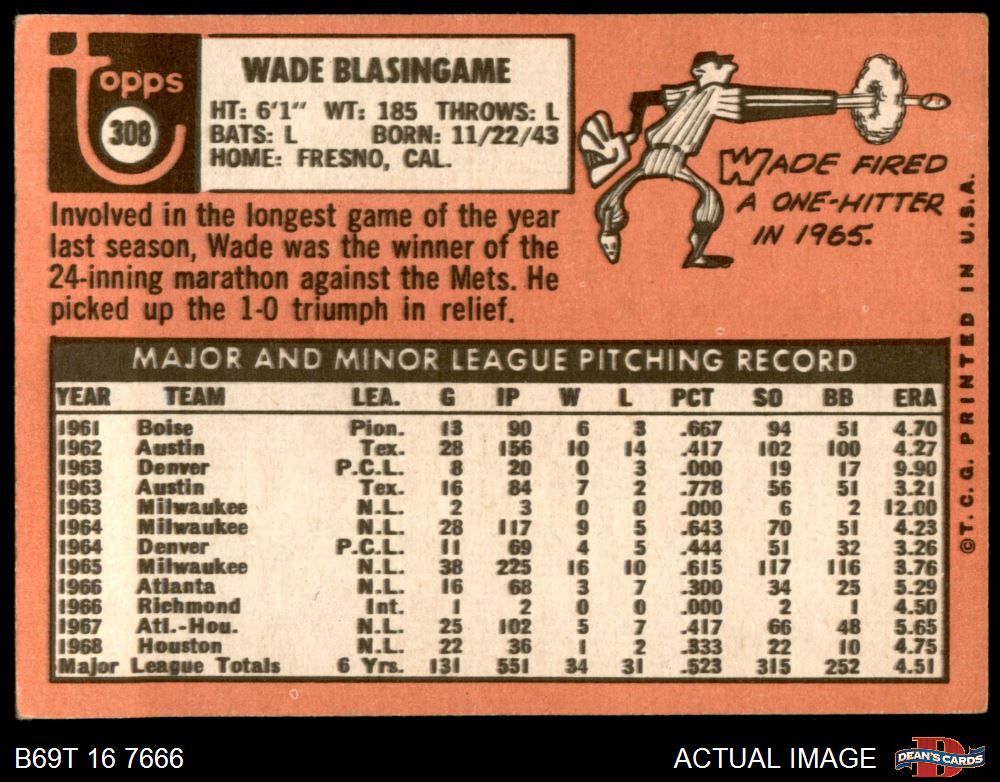 topps
308
WADE BLASINGAME
HT: 6'1" WT: 185 THROWS: L
BATS: L BORN: 11/22/43
HOME: FRESNO, CAL.
WADE FIRED
A ONE-HITTER
IN 1965.
Involved in the longest game of the year
last season, Wade was the winner of the
24-inning marathon against the Mets. He
picked up the 1-0 triumph in relief.
MAJOR AND MINOR LEAGUE PITCHING RECORD
YEAR TEAM LEA. G IP W L PCT SO BB ERA
1961 Boise Pion. 13 90 6 3 .667 94 51 4.70
1962 Austin Tex. 28 156 10 14 .417 102 100 4.27
1963 Denver P.C.L. 8 20 0 3 .000 19 17 9.90
1963 Austin Tex. 16 84 7 2 .778 56 51 3.21
1963 Milwaukee N.L. 2 3 0 0 .000 6 2 12.00
1964 Milwaukee N.L. 28 117 9 5 .643 70 51 4.23
1964 Denver P.C.L. 11 69 4 5 .444 51 32 3.26
1965 Milwaukee N.L. 38 225 16 10 .615 117 116 3.76
1966 Atlanta N.L. 16 68 3 7 .300 34 25 5.29
1966 Richmond Int. 1 2 0 0 .000 2 1 4.50
1967 Atl.-Hou. N.L. 25 102 5 7 .417 66 48 5.65
1968 Houston N.L. 22 36 1 2 .333 22 10 4.75
Major League Totals 6 Yrs. 131 551 34 31 .523 315 252 4.51
© T.C.G. PRINTED IN U.S.A.
B69T 16 7666
ACTUAL IMAGE
D
DEAN'S CARDS